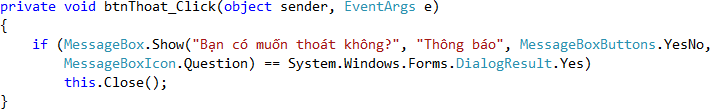 private void btnThoat_Click(object sender, EventArgs e)
{
    if (MessageBox.Show("Bạn có muốn thoát không?", "Thông báo", MessageBoxButtons.YesNo,
        MessageBoxIcon.Question) == System.Windows.Forms.DialogResult.Yes)
        this.Close();
}